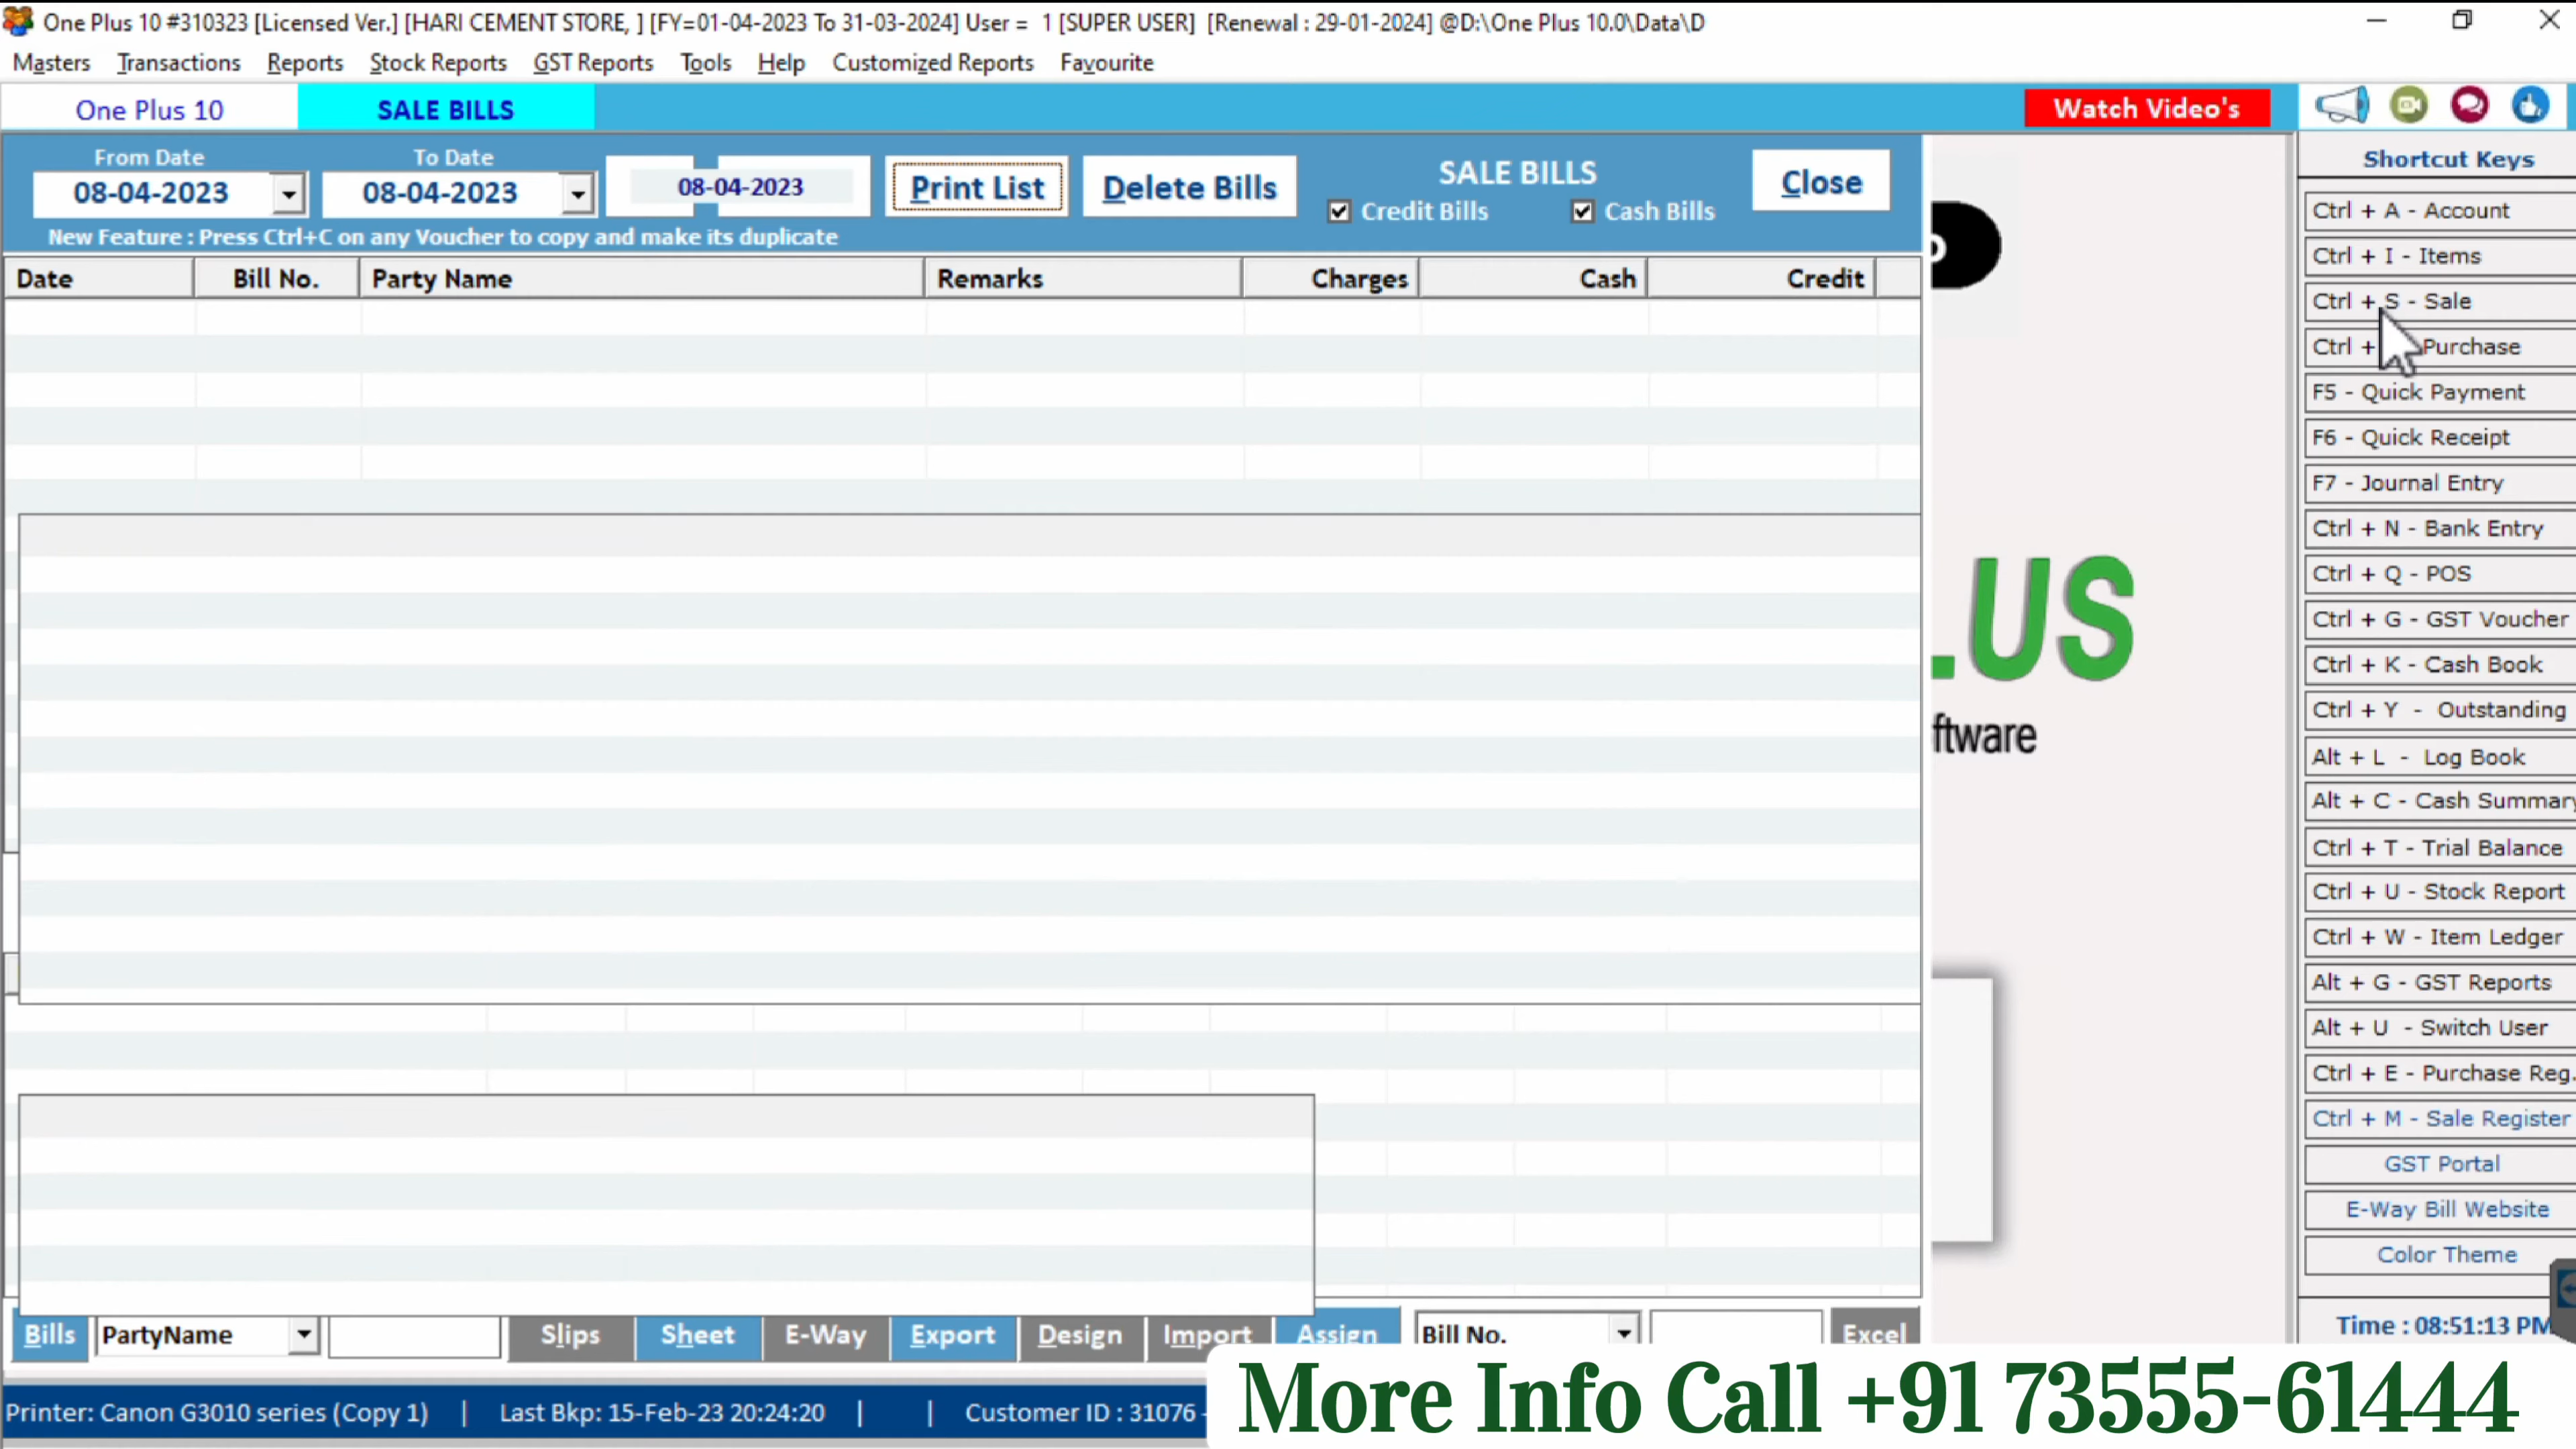 One Plus 10 #310323 [Licensed Ver.] [HARI CEMENT STORE, ] [FY=01-04-2023 To 31-03-2024] User = 1 [SUPER USER] [Renewal : 29-01-2024] @D:\One Plus 10.0\Data\D
Masters Transactions Reports Stock Reports GST Reports Tools Help Customized Reports Favourite
One Plus 10 SALE BILLS Watch Video's
From Date To Date
08-04-2023 08-04-2023 08-04-2023 Print List Delete Bills SALE BILLS Close
Credit Bills Cash Bills
New Feature : Press Ctrl+C on any Voucher to copy and make its duplicate
Date Bill No. Party Name Remarks Charges Cash Credit
.US
ftware
Shortcut Keys
Ctrl + A - Account
Ctrl + I - Items
Ctrl + S - Sale
Ctrl + Purchase
F5 - Quick Payment
F6 - Quick Receipt
F7 - Journal Entry
Ctrl + N - Bank Entry
Ctrl + Q - POS
Ctrl + G - GST Voucher
Ctrl + K - Cash Book
Ctrl + Y - Outstanding
Alt + L - Log Book
Alt + C - Cash Summary
Ctrl + T - Trial Balance
Ctrl + U - Stock Report
Ctrl + W - Item Ledger
Alt + G - GST Reports
Alt + U - Switch User
Ctrl + E - Purchase Reg.
Ctrl + M - Sale Register
GST Portal
E-Way Bill Website
Color Theme
Time : 08:51:13 PM
Bills PartyName Slips Sheet E-Way Export Design Import Assign Bill No. Excel
Printer: Canon G3010 series (Copy 1) | Last Bkp: 15-Feb-23 20:24:20 | | Customer ID : 31076 -
More Info Call +91 73555-61444